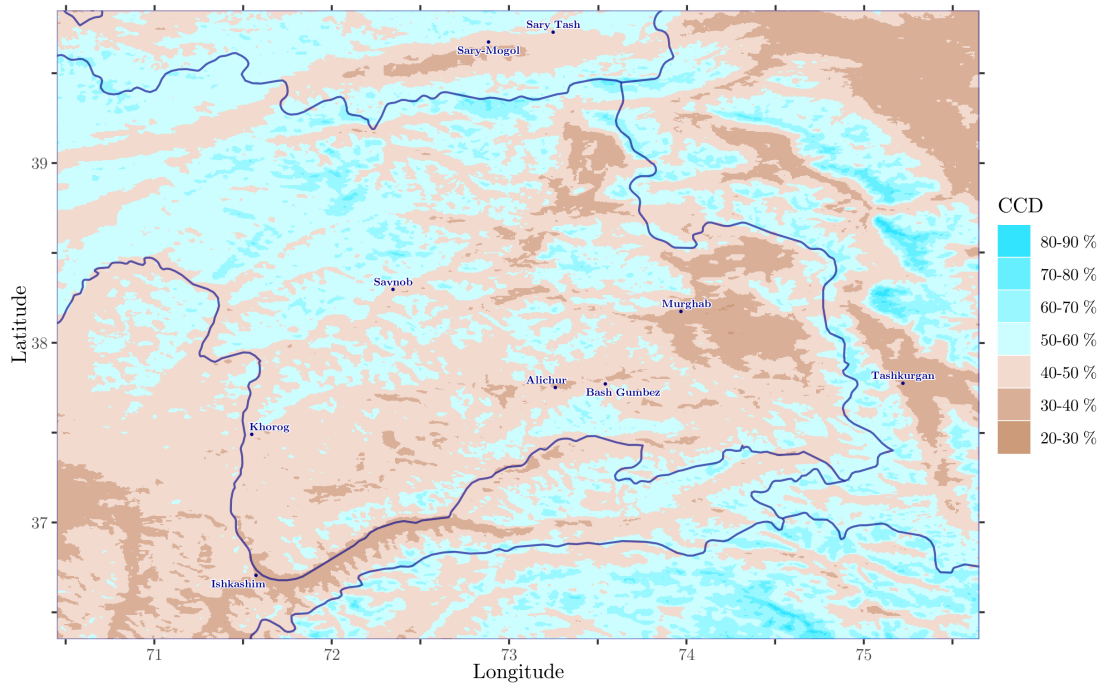 Sary Tash
Sary-Mogol
39
CCD
80-90 %
70-80 %
60-70 %
50-60 %
40-50 %
30-40 %
20-30 %
Savnob
Murghab
Latitude
38
Alichur
Bash Gumbez
Tashkurgan
Khorog
37
Ishkashim
71
72
73
74
75
Longitude